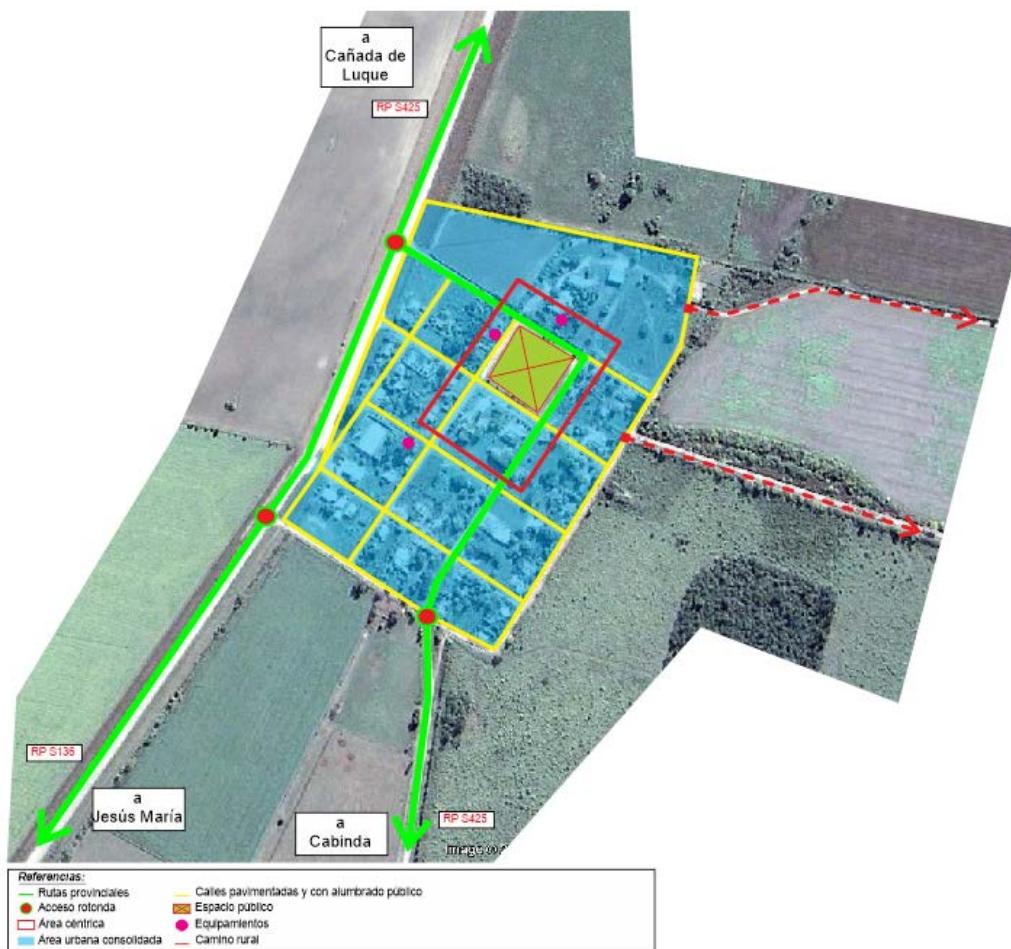 a
Cañada de
Luque
RP S425
RP S136
a
Jesús María
a
Cabinda
RP S425
Image ©
Referencias:
Rutas provinciales
Acceso rotonda
Área céntrica
Área urbana consolidada
Calles pavimentadas y con alumbrado público
Espacio público
Equipamientos
Camino rural